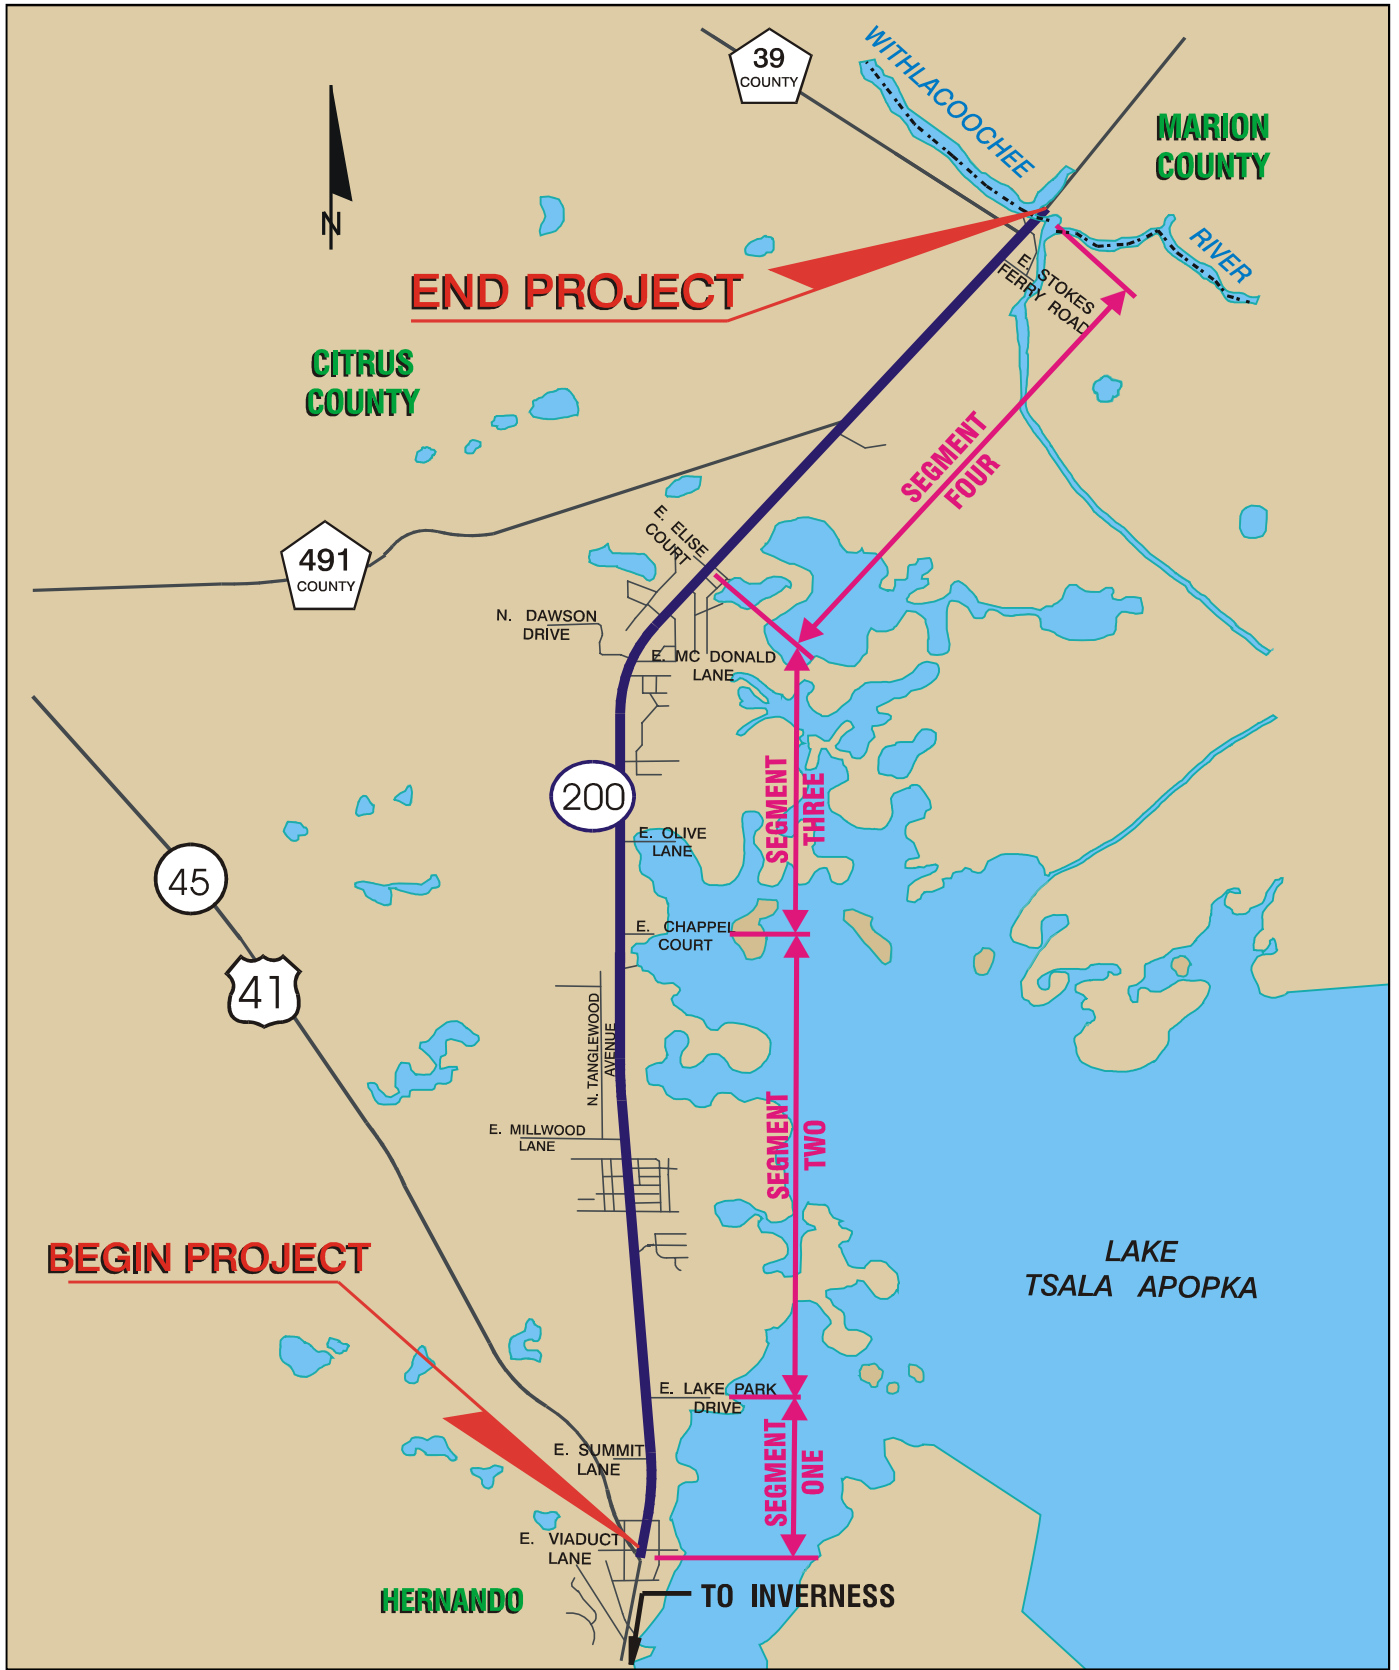 39
COUNTY
WITHLACOOCHEE
MARION
COUNTY
N
RIVER
E. STOKES
FERRY ROAD
END PROJECT
CITRUS
COUNTY
SEGMENT
FOUR
E. ELISE
COURT
491
COUNTY
N. DAWSON
DRIVE
E. MC DONALD
LANE
200
SEGMENT
THREE
E. OLIVE
LANE
45
E. CHAPPEL
COURT
41
N. TANGLEWOOD
AVENUE
E. MILLWOOD
LANE
SEGMENT
TWO
BEGIN PROJECT
LAKE
TSALA APOPKA
E. LAKE PARK
DRIVE
E. SUMMIT
LANE
SEGMENT
ONE
E. VIADUCT
LANE
HERNANDO
TO INVERNESS